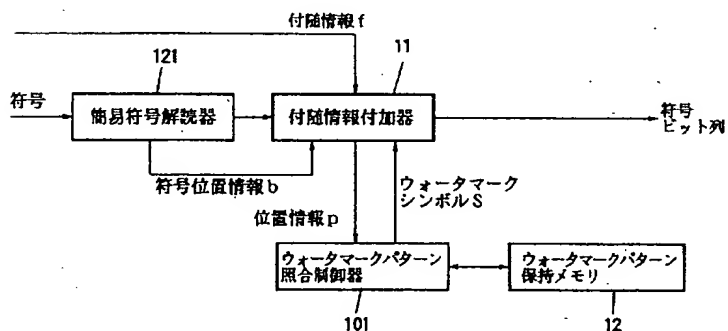 付随情報f
121
11
符号
簡易符号解読器
付随情報付加器
符号
ビット列
符号位置情報b
ウォータマーク
シンボルS
位置情報p
ウォータマークパターン
照合制御器
ウォータマークパターン
保持メモリ
101
12